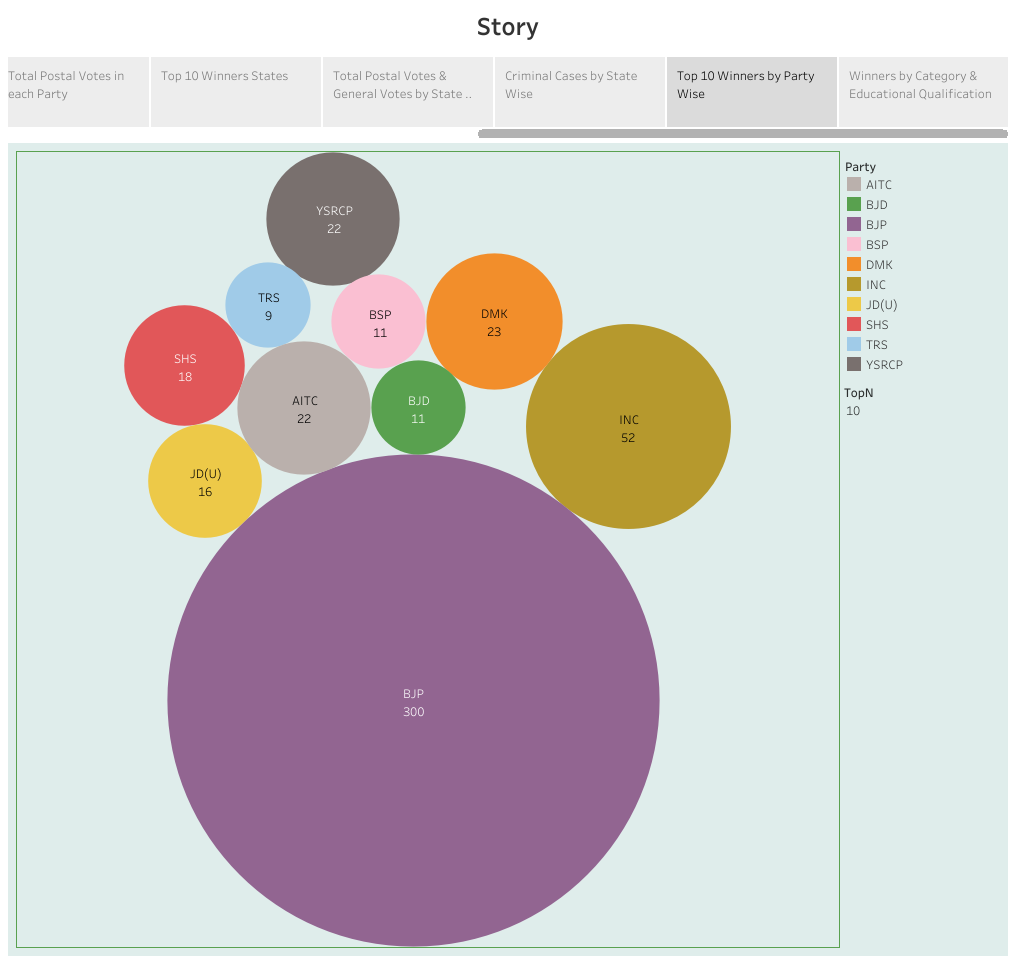 Story
Total Postal Votes in
each Party
Top 10 Winners States
Total Postal Votes &
General Votes by State ..
Criminal Cases by State
Wise
Top 10 Winners by Party
Wise
Winners by Category &
Educational Qualification
YSRCP
22
TRS
9
BSP
11
DMK
23
SHS
18
AITC
22
BJD
11
INC
52
JD(U)
16
BJP
300
Party
AITC
BJD
BJP
BSP
DMK
INC
JD(U)
SHS
TRS
YSRCP
TopN
10